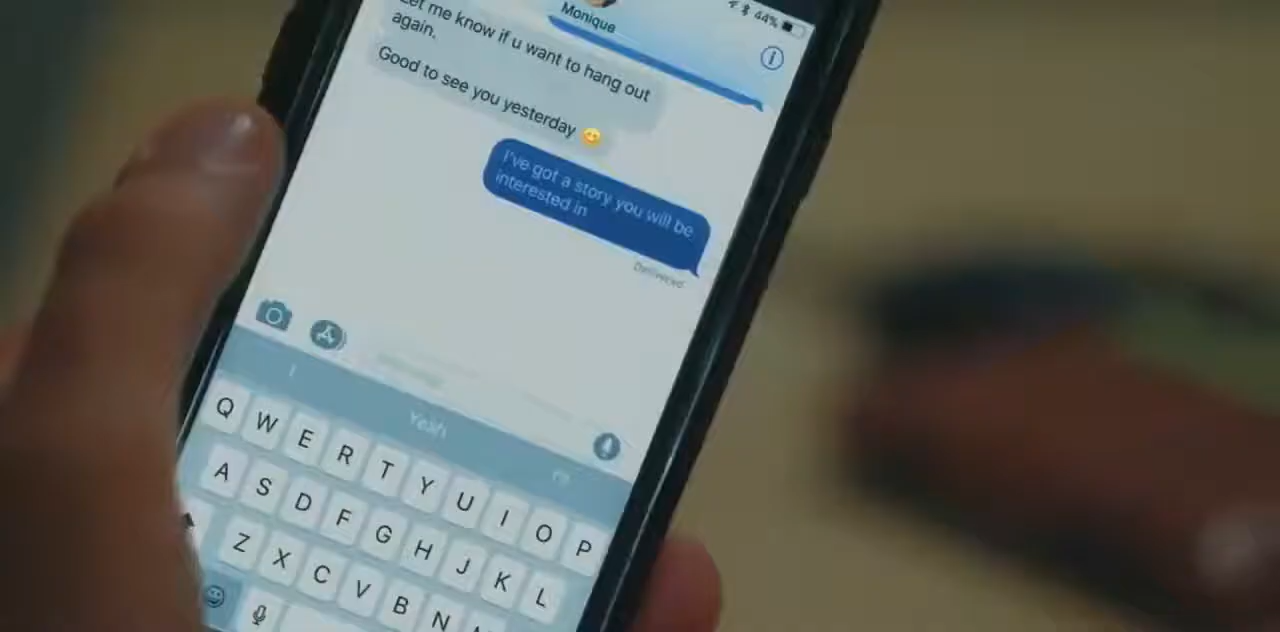 44%
Monique
Let me know if u want to hang out
again.
Good to see you yesterday 😊
I've got a story you will be
interested in
Delivered
I
Yeah
Q W E R T Y U I O P
A S D F G H J K L
Z X C V B N